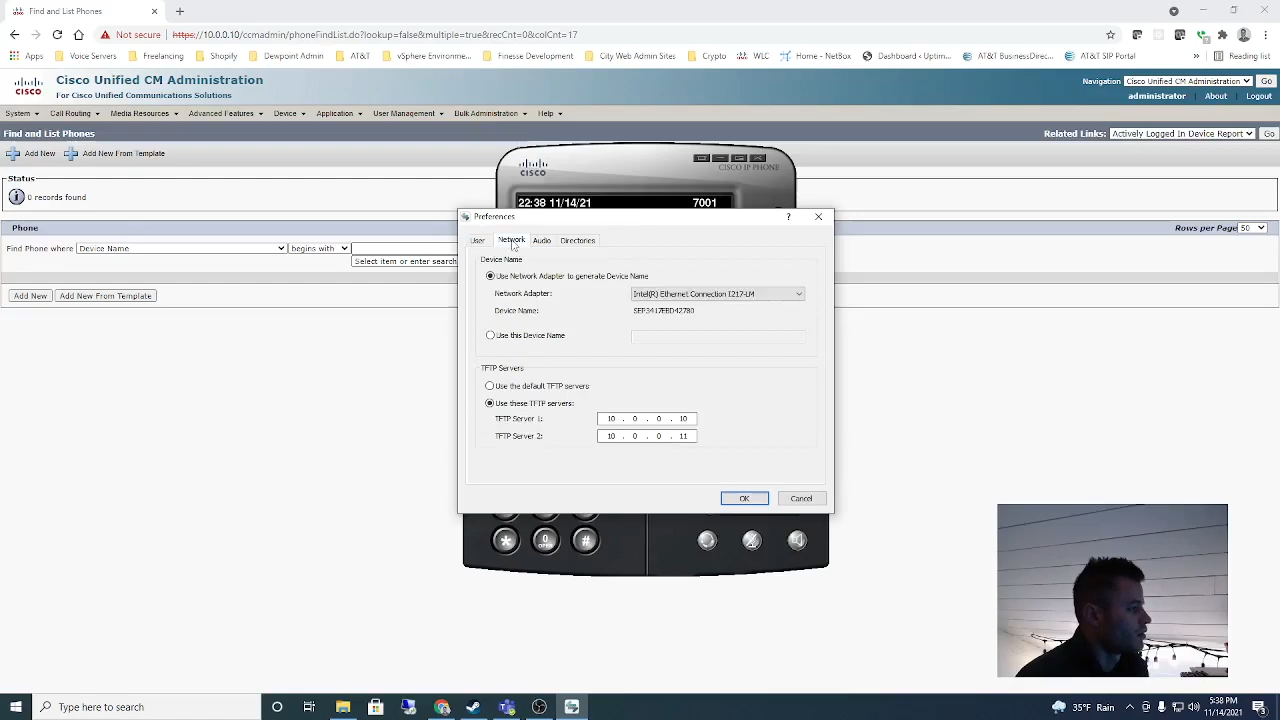 Find and List Phones
Not secure https://10.0.0.10/ccmadmin/phoneFindList.do?lookup=false&multiple=true&recCnt=0&colCnt=17
Apps Voice Servers Freelancing Shopify Dewpoint Admin AT&T vSphere Environm... Finesse Development City Web Admin Sites Crypto WLC Home - NetBox Dashboard < Uptim... AT&T BusinessDirec... AT&T SIP Portal » Reading list
CISCO
Cisco Unified CM Administration
For Cisco Unified Communications Solutions
Navigation Cisco Unified CM Administration Go
administrator | About | Logout
System Call Routing Media Resources Advanced Features Device Application User Management Bulk Administration Help
Find and List Phones
Related Links: Actively Logged In Device Report Go
Add New Add New From Template
Status
0 records found
Phone
Rows per Page 50
Find Phone where Device Name begins with
Select item or enter search
Add New Add New From Template
CISCO
CISCO IP PHONE
22:38 11/14/21 7001
Preferences
?
User Network Audio Directories
Device Name
Use Network Adapter to generate Device Name
Network Adapter: Intel(R) Ethernet Connection I217-LM
Device Name: SEP3417EBD42780
Use this Device Name
TFTP Servers
Use the default TFTP servers
Use these TFTP servers:
TFTP Server 1: 10 . 0 . 0 . 10
TFTP Server 2: 10 . 0 . 0 . 11
OK Cancel
* 0 OPER #
Type here to search
35°F Rain
5:38 PM
11/14/2021